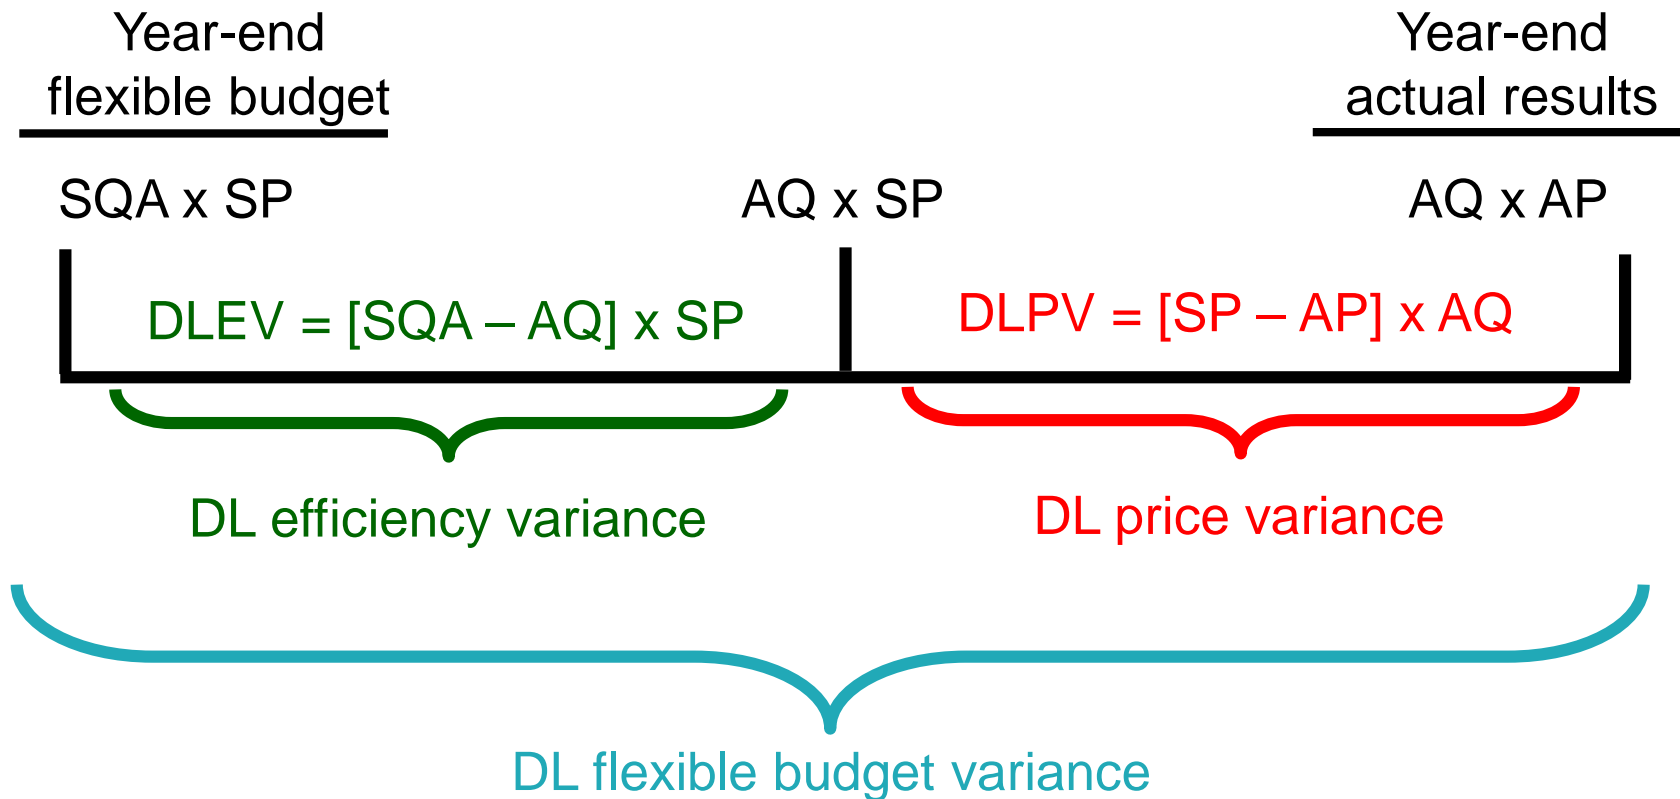 Year-end
flexible budget
Year-end
actual results
SQA x SP
AQ x SP
AQ x AP
DLEV = [SQA – AQ] x SP
DLPV = [SP – AP] x AQ
DL efficiency variance
DL price variance
DL flexible budget variance